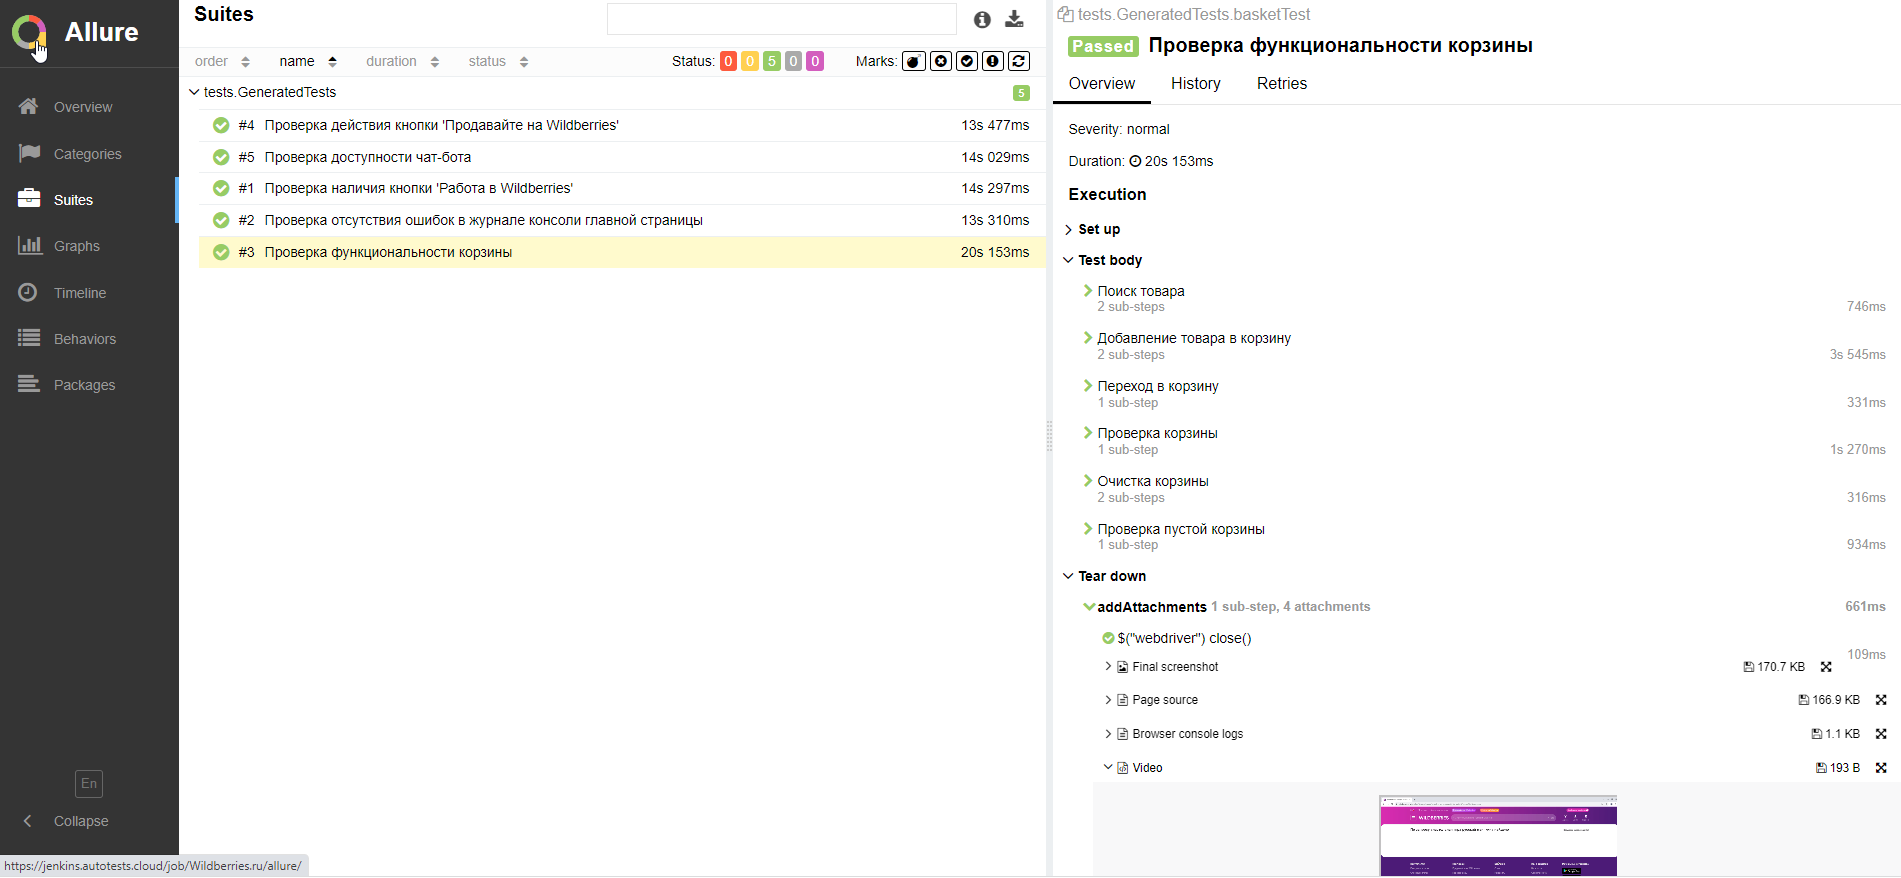 Allure
Overview
Categories
Suites
Graphs
Timeline
Behaviors
Packages
En
Collapse
https://jenkins.autotests.cloud/job/Wildberries.ru/allure/
Suites
order name duration status Status: 0 0 5 0 0 Marks:
tests.GeneratedTests 5
#4 Проверка действия кнопки 'Продавайте на Wildberries' 13s 477ms
#5 Проверка доступности чат-бота 14s 029ms
#1 Проверка наличия кнопки 'Работа в Wildberries' 14s 297ms
#2 Проверка отсутствия ошибок в журнале консоли главной страницы 13s 310ms
#3 Проверка функциональности корзины 20s 153ms
tests.GeneratedTests.basketTest
Passed Проверка функциональности корзины
Overview History Retries
Severity: normal
Duration: 20s 153ms
Execution
Set up
Test body
Поиск товара
2 sub-steps 746ms
Добавление товара в корзину
2 sub-steps 3s 545ms
Переход в корзину
1 sub-step 331ms
Проверка корзины
1 sub-step 1s 270ms
Очистка корзины
2 sub-steps 316ms
Проверка пустой корзины
1 sub-step 934ms
Tear down
addAttachments 1 sub-step, 4 attachments 661ms
$("webdriver") close()
109ms
Final screenshot 170.7 KB
Page source 166.9 KB
Browser console logs 1.1 KB
Video 193 B
WILDBERRIES